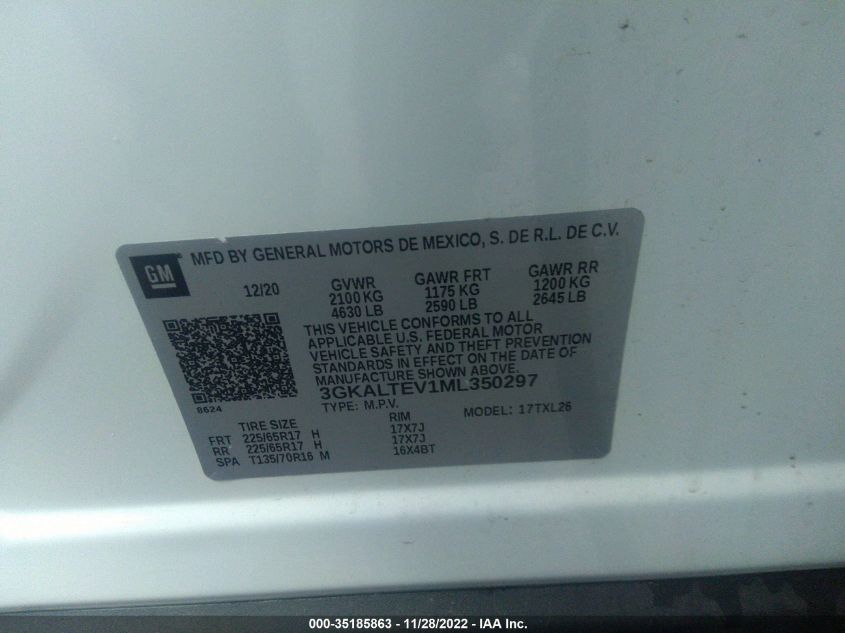 GM
MFD BY GENERAL MOTORS DE MEXICO, S. DE R.L. DE C.V.
12/20
GVWR
2100 KG
4630 LB
GAWR FRT
1175 KG
2590 LB
GAWR RR
1200 KG
2645 LB
THIS VEHICLE CONFORMS TO ALL
APPLICABLE U.S. FEDERAL MOTOR
VEHICLE SAFETY AND THEFT PREVENTION
STANDARDS IN EFFECT ON THE DATE OF
MANUFACTURE SHOWN ABOVE.
3GKALTEV1ML350297
8624
TYPE: M.P.V.
MODEL: 17TXL26
TIRE SIZE RIM
FRT 225/65R17 H 17X7J
RR 225/65R17 H 17X7J
SPA T135/70R16 M 16X4BT
000-35185863 - 11/28/2022 - IAA Inc.